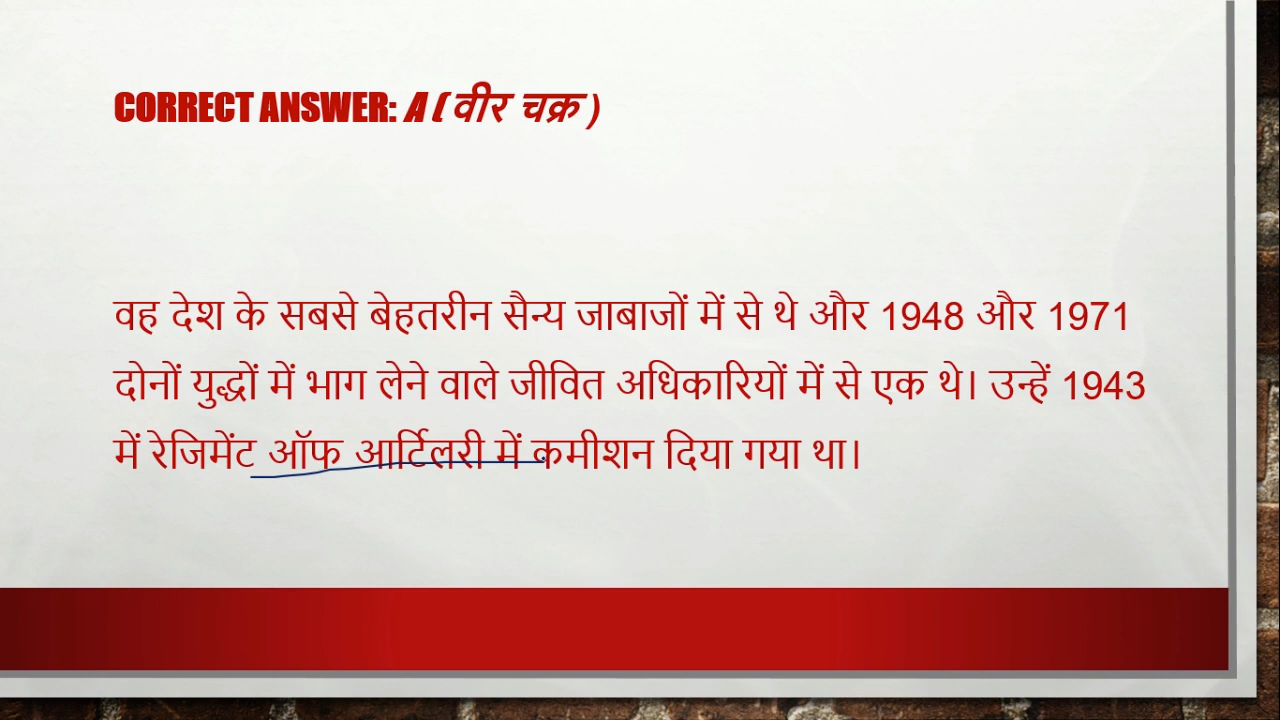 CORRECT ANSWER: A ( वीर चक्र )
वह देश के सबसे बेहतरीन सैन्य जाबाजों में से थे और 1948 और 1971
दोनों युद्धों में भाग लेने वाले जीवित अधिकारियों में से एक थे। उन्हें 1943
में रेजिमेंट ऑफ आर्टिलरी में कमीशन दिया गया था।